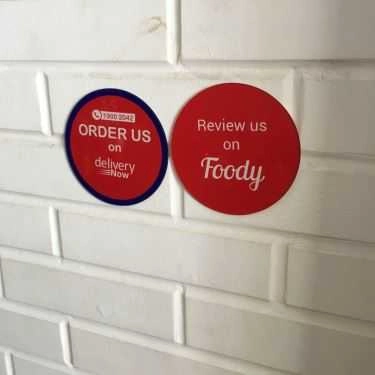 1900 2042
ORDER US
on
delivery
Now
Review us
on
Foody